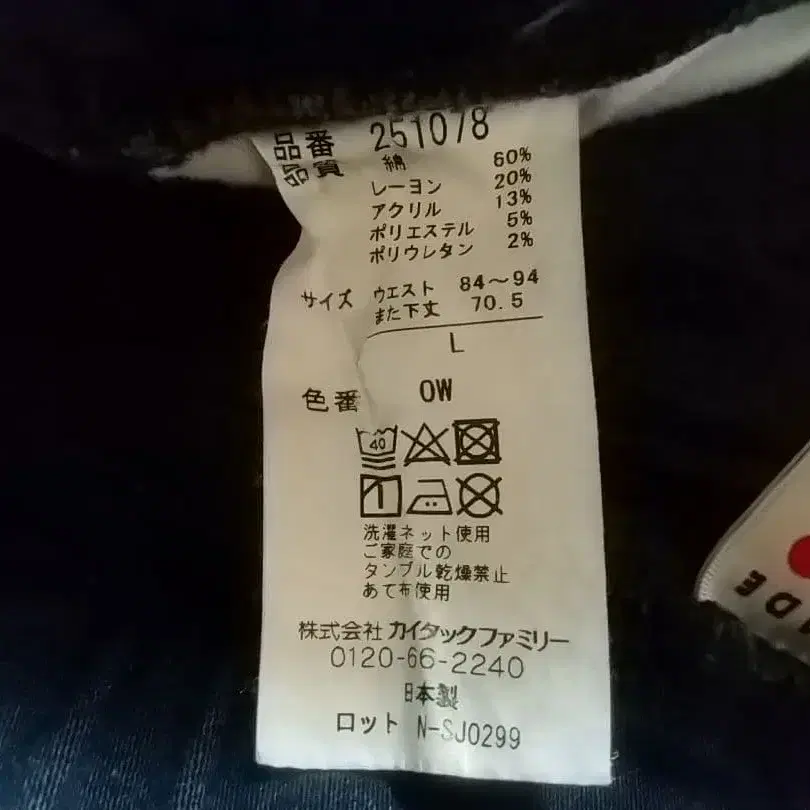 品番 251078
品質 綿 60%
レーヨン 20%
アクリル 13%
ポリエステル 5%
ポリウレタン 2%
サイズ ウエスト 84～94
また下丈 70.5
L
色番 OW
40
洗濯ネット使用
ご家庭での
タンブル乾燥禁止
あて布使用
株式会社カイタックファミリー
0120-66-2240
日本製
ロット N-SJ0299
ADE